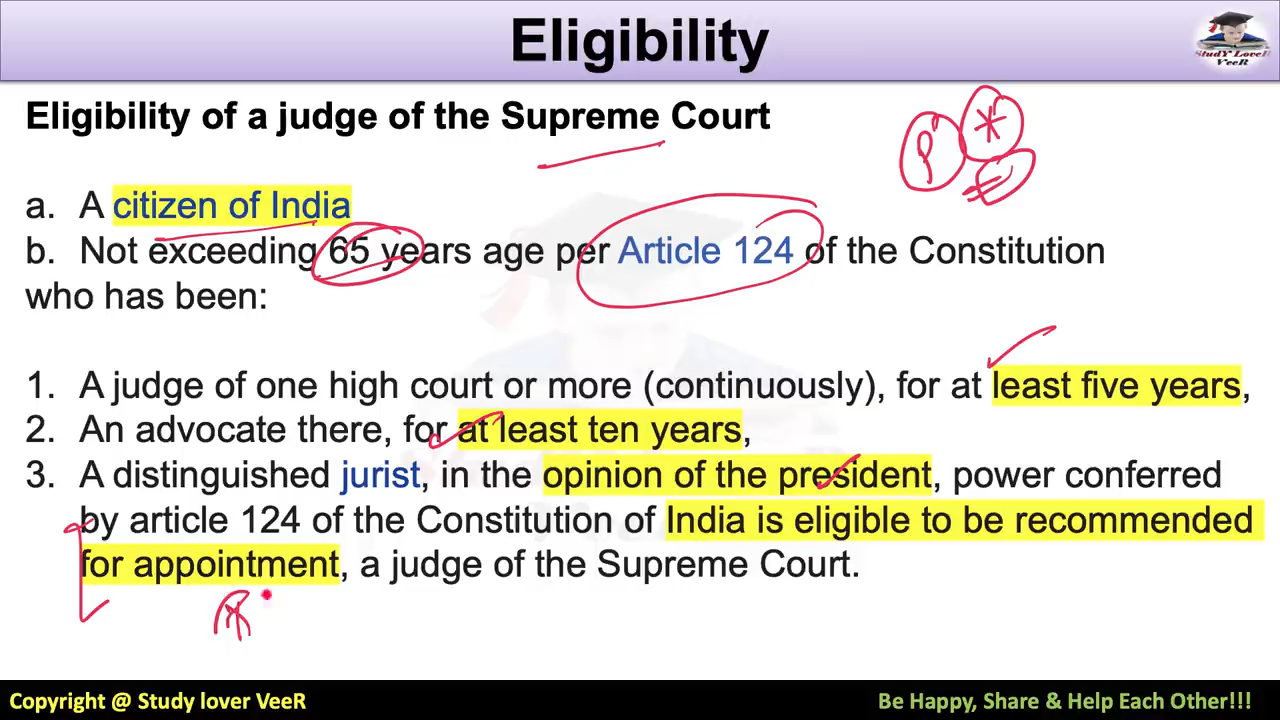 Eligibility
StudY LoveR
VeeR
Eligibility of a judge of the Supreme Court
a. A citizen of India
b. Not exceeding 65 years age per Article 124 of the Constitution
who has been:
1. A judge of one high court or more (continuously), for at least five years,
2. An advocate there, for at least ten years,
3. A distinguished jurist, in the opinion of the president, power conferred
by article 124 of the Constitution of India is eligible to be recommended
for appointment, a judge of the Supreme Court.
Copyright @ Study lover VeeR
Be Happy, Share & Help Each Other!!!